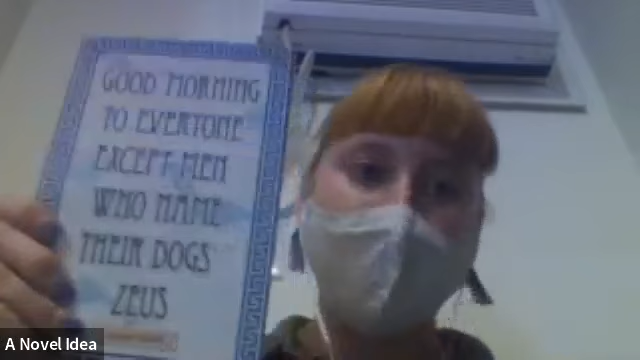 GOOD MORNING
TO EVERYONE
EXCEPT MEN
WHO NAME
THEIR DOGS
ZEUS
A Novel Idea